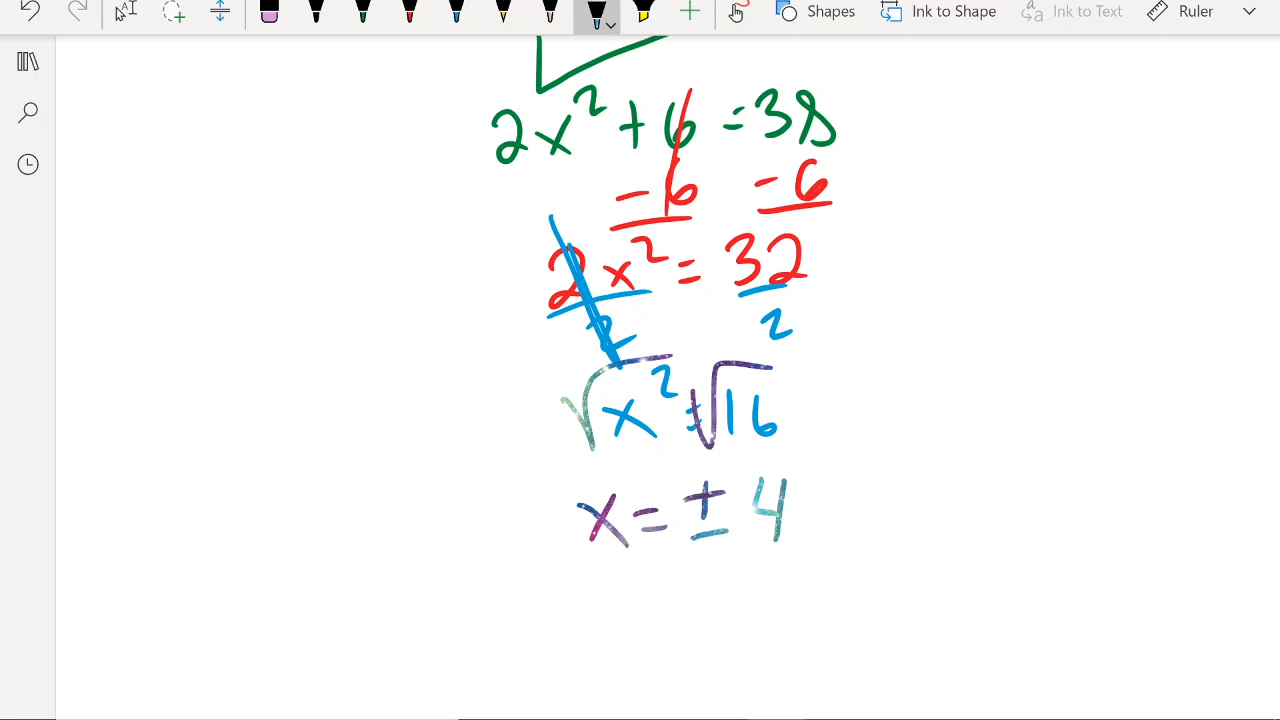 Shapes Ink to Shape Ink to Text Ruler
2x² + 6 = 38
- 6 - 6
2x² = 32
2 2
√x² = √16
x = ± 4